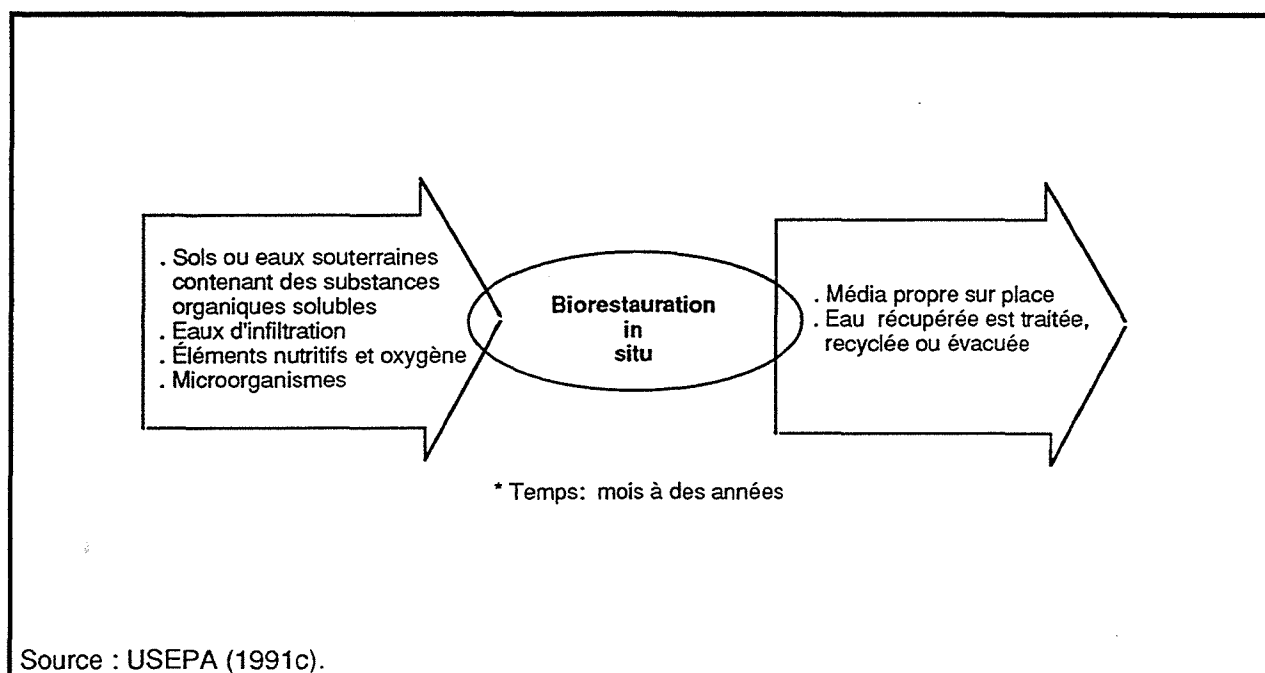 . Sols ou eaux souterraines
contenant des substances
organiques solubles
. Eaux d'infiltration
. Éléments nutritifs et oxygène
. Microorganismes
Biorestauration
in
situ
. Média propre sur place
. Eau récupérée est traitée,
recyclée ou évacuée
* Temps: mois à des années
Source : USEPA (1991c).